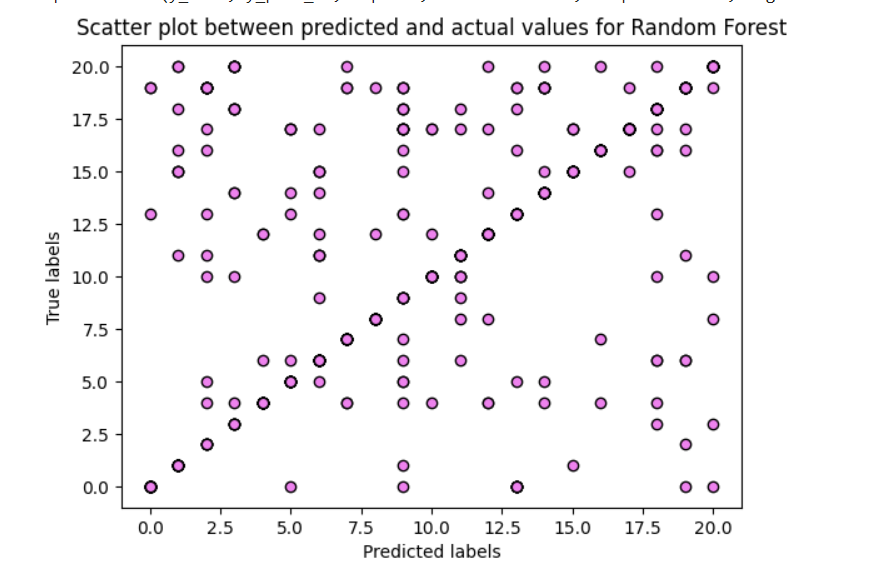 Scatter plot between predicted and actual values for Random Forest
20.0
17.5
15.0
12.5
10.0
7.5
5.0
2.5
0.0
True labels
0.0 2.5 5.0 7.5 10.0 12.5 15.0 17.5 20.0
Predicted labels